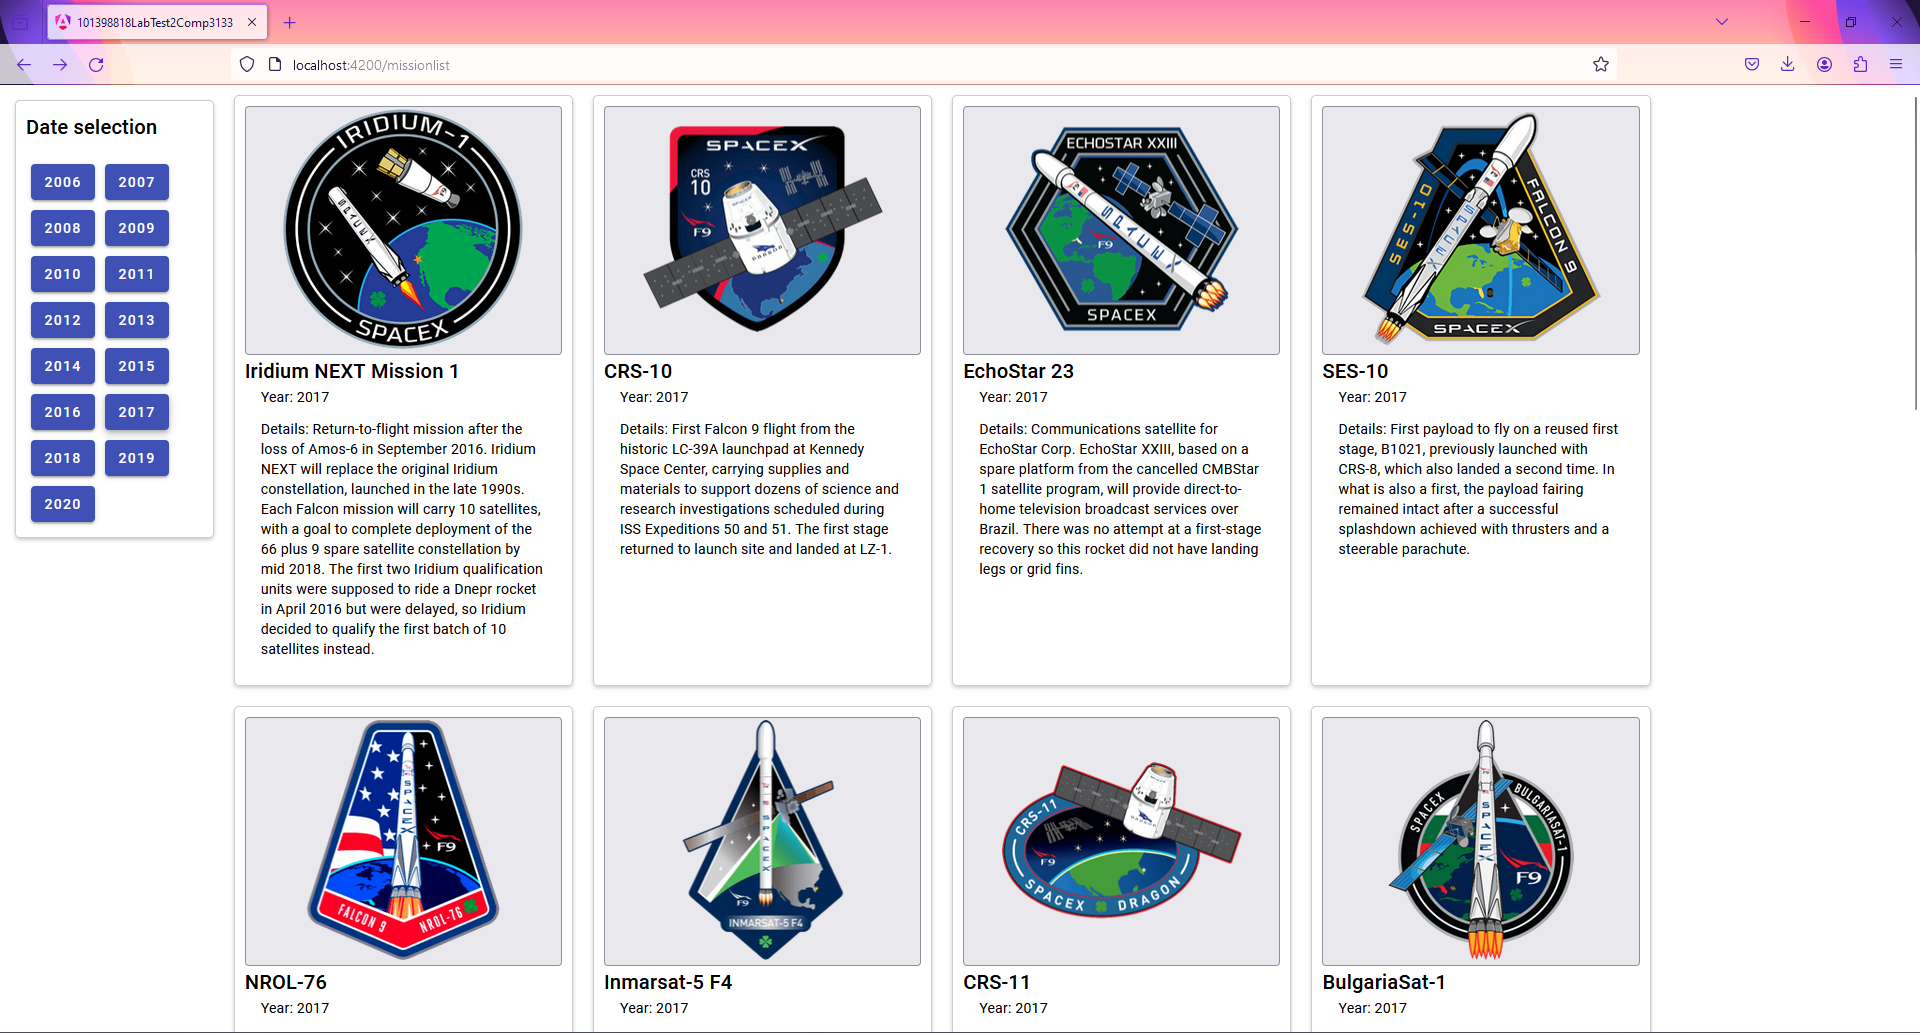 101398818LabTest2Comp3133
localhost:4200/missionlist
Date selection
2006 2007
2008 2009
2010 2011
2012 2013
2014 2015
2016 2017
2018 2019
2020
IRIDIUM-1
SPACEX
SPACEX
Iridium NEXT Mission 1
Year: 2017
Details: Return-to-flight mission after the
loss of Amos-6 in September 2016. Iridium
NEXT will replace the original Iridium
constellation, launched in the late 1990s.
Each Falcon mission will carry 10 satellites,
with a goal to complete deployment of the
66 plus 9 spare satellite constellation by
mid 2018. The first two Iridium qualification
units were supposed to ride a Dnepr rocket
in April 2016 but were delayed, so Iridium
decided to qualify the first batch of 10
satellites instead.
SPACEX
CRS
10
F9
DRAGON
CRS-10
Year: 2017
Details: First Falcon 9 flight from the
historic LC-39A launchpad at Kennedy
Space Center, carrying supplies and
materials to support dozens of science and
research investigations scheduled during
ISS Expeditions 50 and 51. The first stage
returned to launch site and landed at LZ-1.
ECHOSTAR XXIII
SPACEX
F9
SPACEX
EchoStar 23
Year: 2017
Details: Communications satellite for
EchoStar Corp. EchoStar XXIII, based on a
spare platform from the cancelled CMBStar
1 satellite program, will provide direct-to-
home television broadcast services over
Brazil. There was no attempt at a first-stage
recovery so this rocket did not have landing
legs or grid fins.
SES-10
FALCON 9
SPACEX
SPACEX
SES-10
Year: 2017
Details: First payload to fly on a reused first
stage, B1021, previously launched with
CRS-8, which also landed a second time. In
what is also a first, the payload fairing
remained intact after a successful
splashdown achieved with thrusters and a
steerable parachute.
SPACEX
F9
FALCON 9
NROL-76
NROL-76
Year: 2017
SPACEX
F9
INMARSAT-5 F4
Inmarsat-5 F4
Year: 2017
CRS-11
F9
SPACEX DRAGON
CRS-11
Year: 2017
SPACEX
BULGARIASAT-1
SPACEX
F9
BulgariaSat-1
Year: 2017